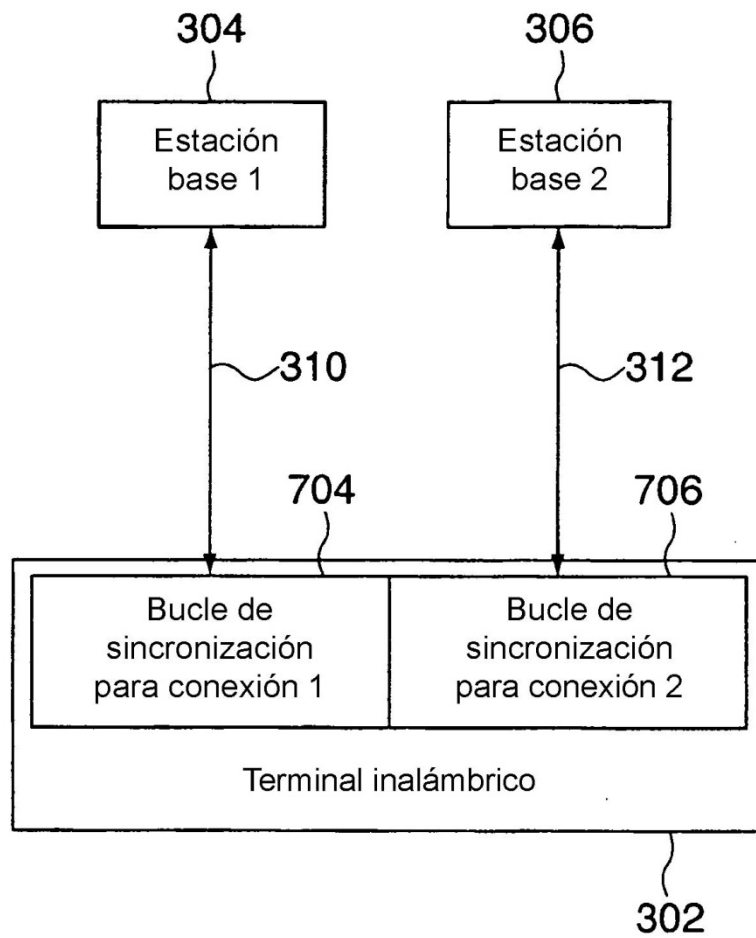 304
306
Estación
base 1
Estación
base 2
310
312
704
706
Bucle de
sincronización
para conexión 1
Bucle de
sincronización
para conexión 2
Terminal inalámbrico
302